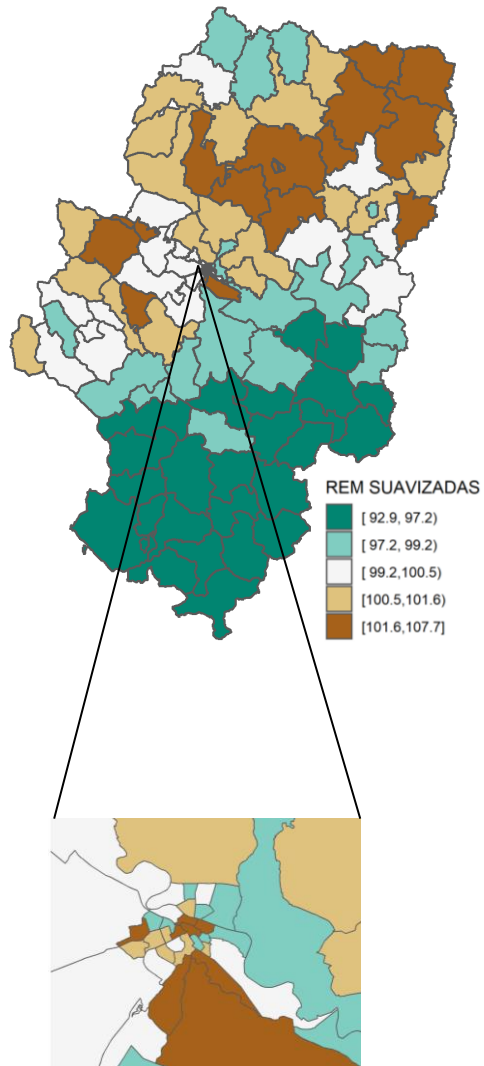 REM SUAVIZADAS
[ 92.9, 97.2)
[ 97.2, 99.2)
[ 99.2,100.5)
[100.5,101.6)
[101.6,107.7]